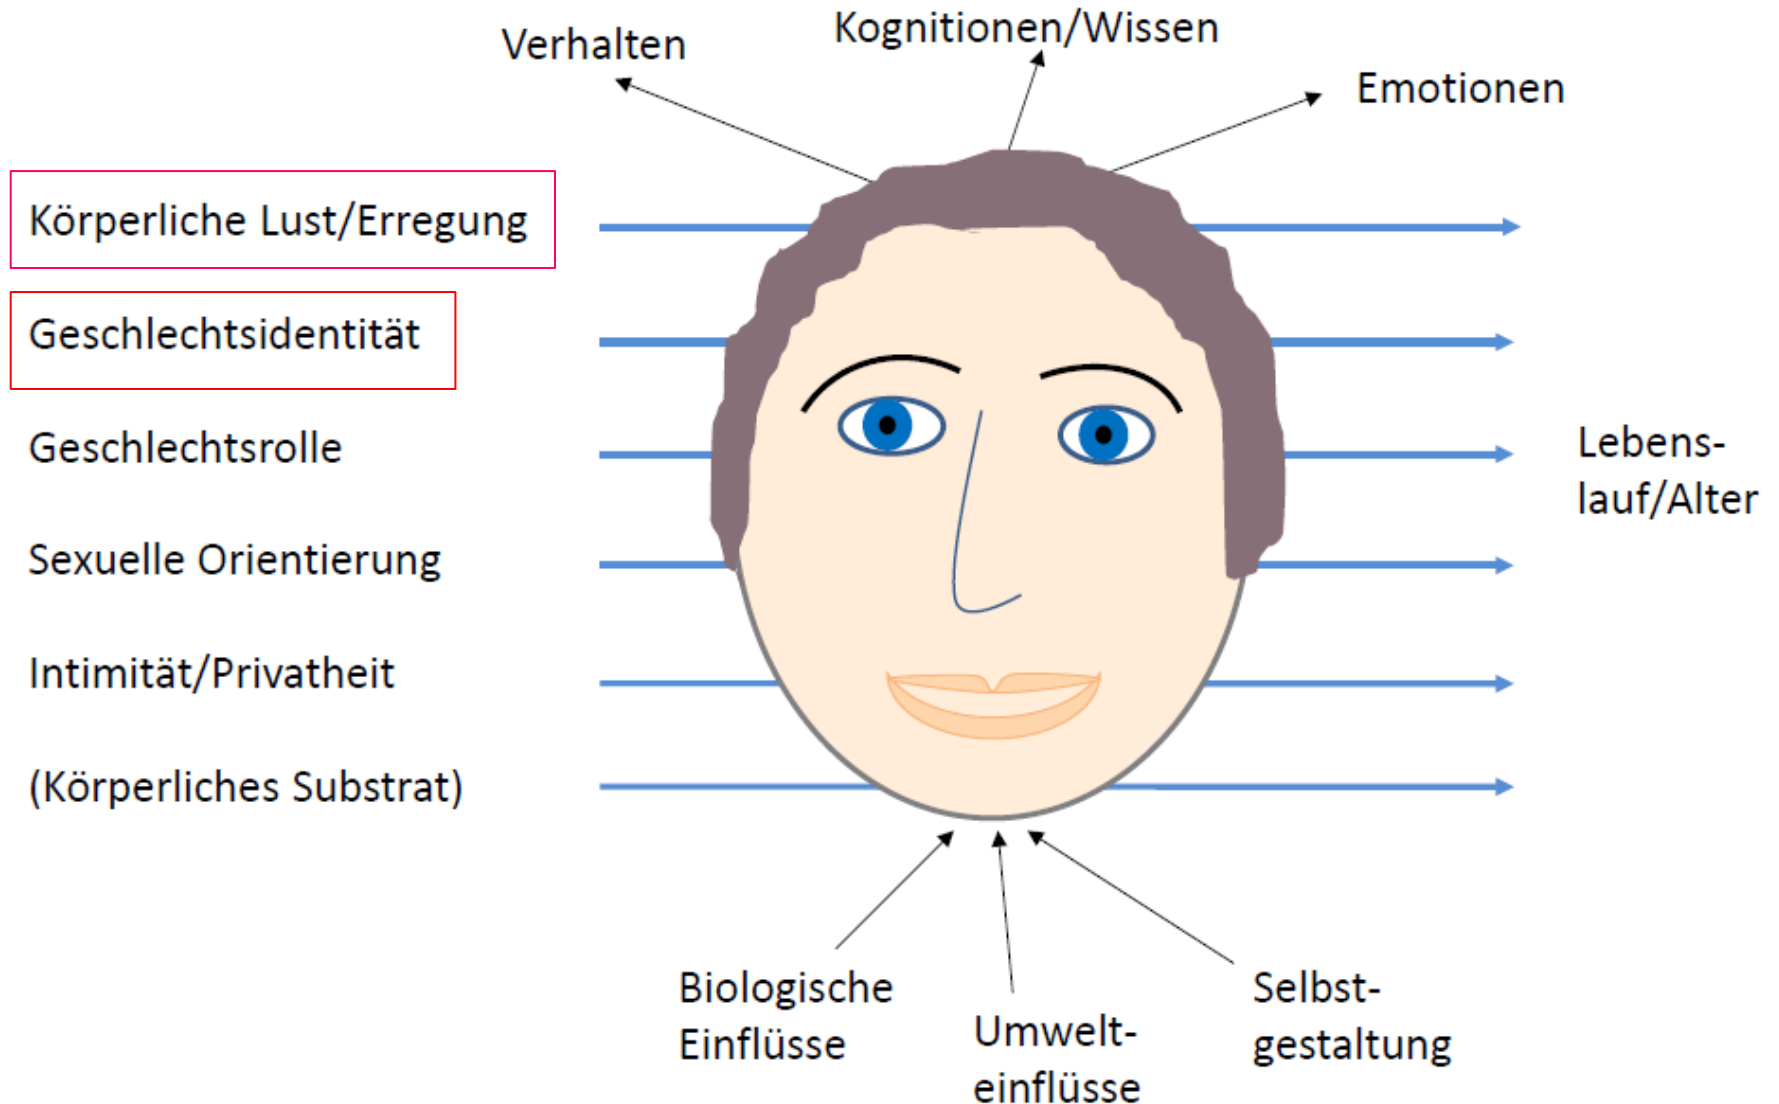 Verhalten
Kognitionen/Wissen
Emotionen
Körperliche Lust/Erregung
Geschlechtsidentität
Geschlechtsrolle
Sexuelle Orientierung
Intimität/Privatheit
(Körperliches Substrat)
Lebens-
lauf/Alter
Biologische
Einflüsse
Umwelt-
einflüsse
Selbst-
gestaltung